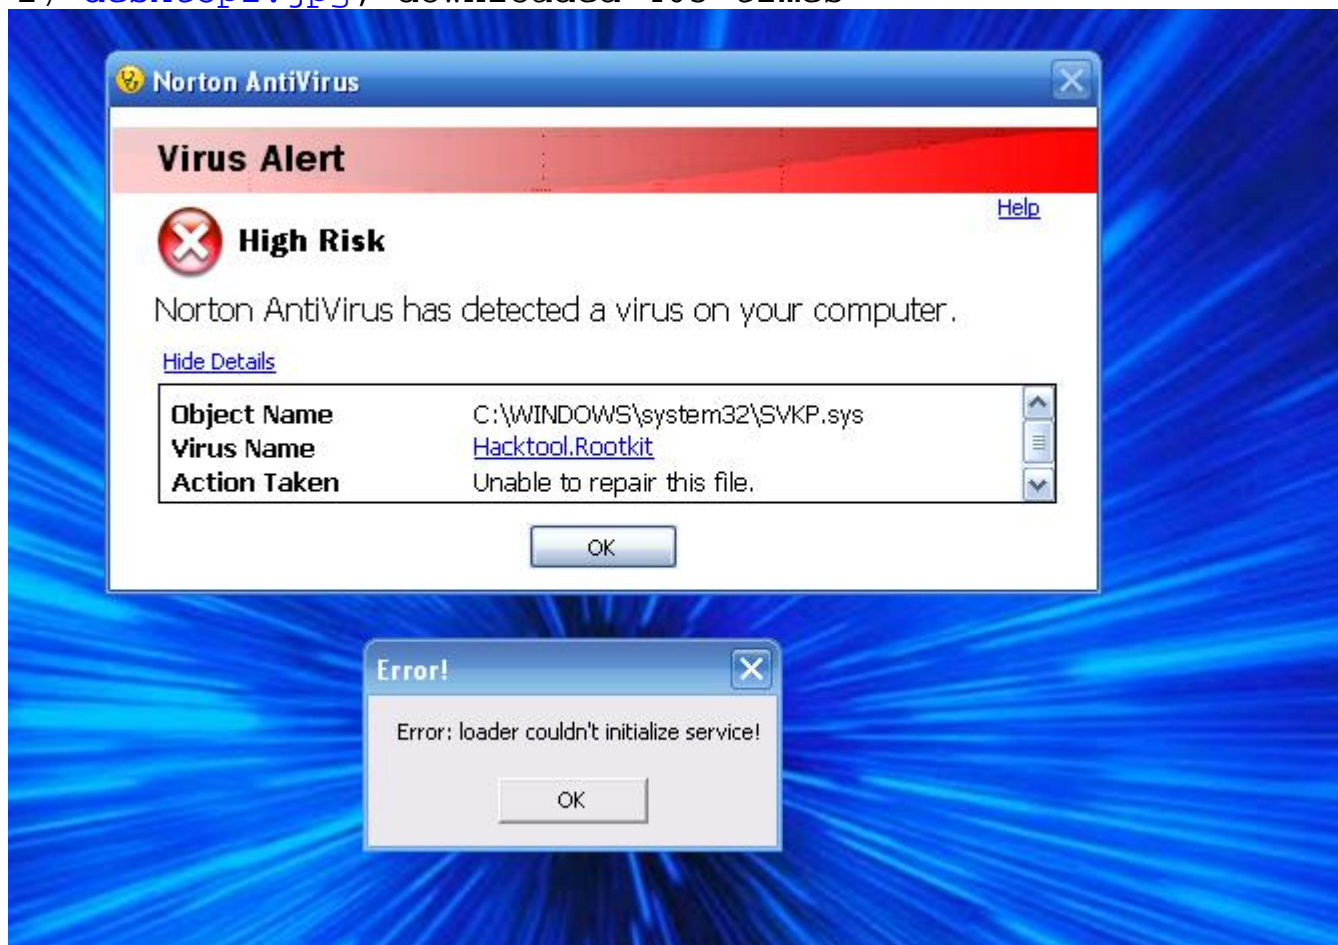 Norton AntiVirus
Virus Alert
Help
High Risk
Norton AntiVirus has detected a virus on your computer.
Hide Details
Object Name C:\WINDOWS\system32\SVKP.sys
Virus Name Hacktool.Rootkit
Action Taken Unable to repair this file.
OK
Error!
Error: loader couldn't initialize service!
OK